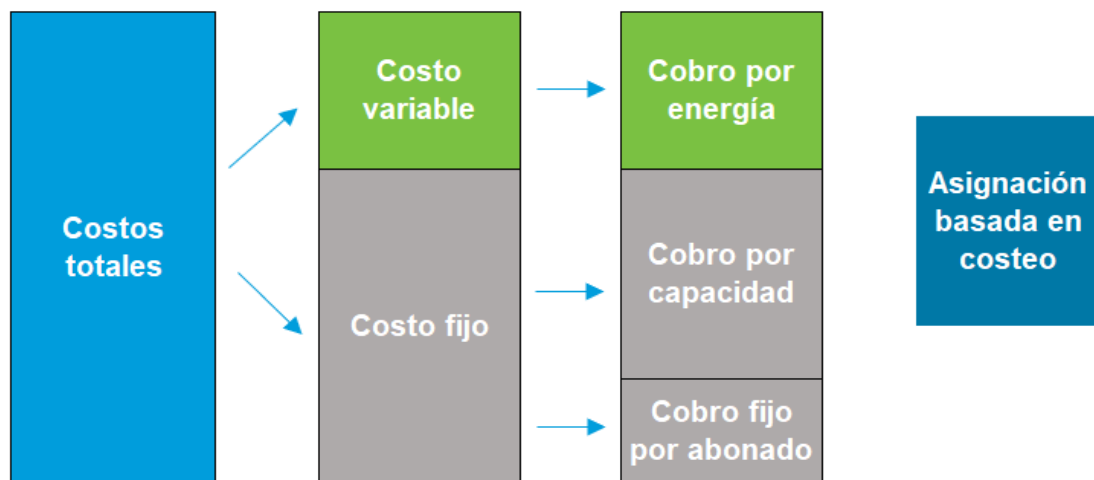 Costos
totales
Costo
variable
Costo fijo
Cobro por
energía
Cobro por
capacidad
Cobro fijo
por abonado
Asignación
basada en
costeo